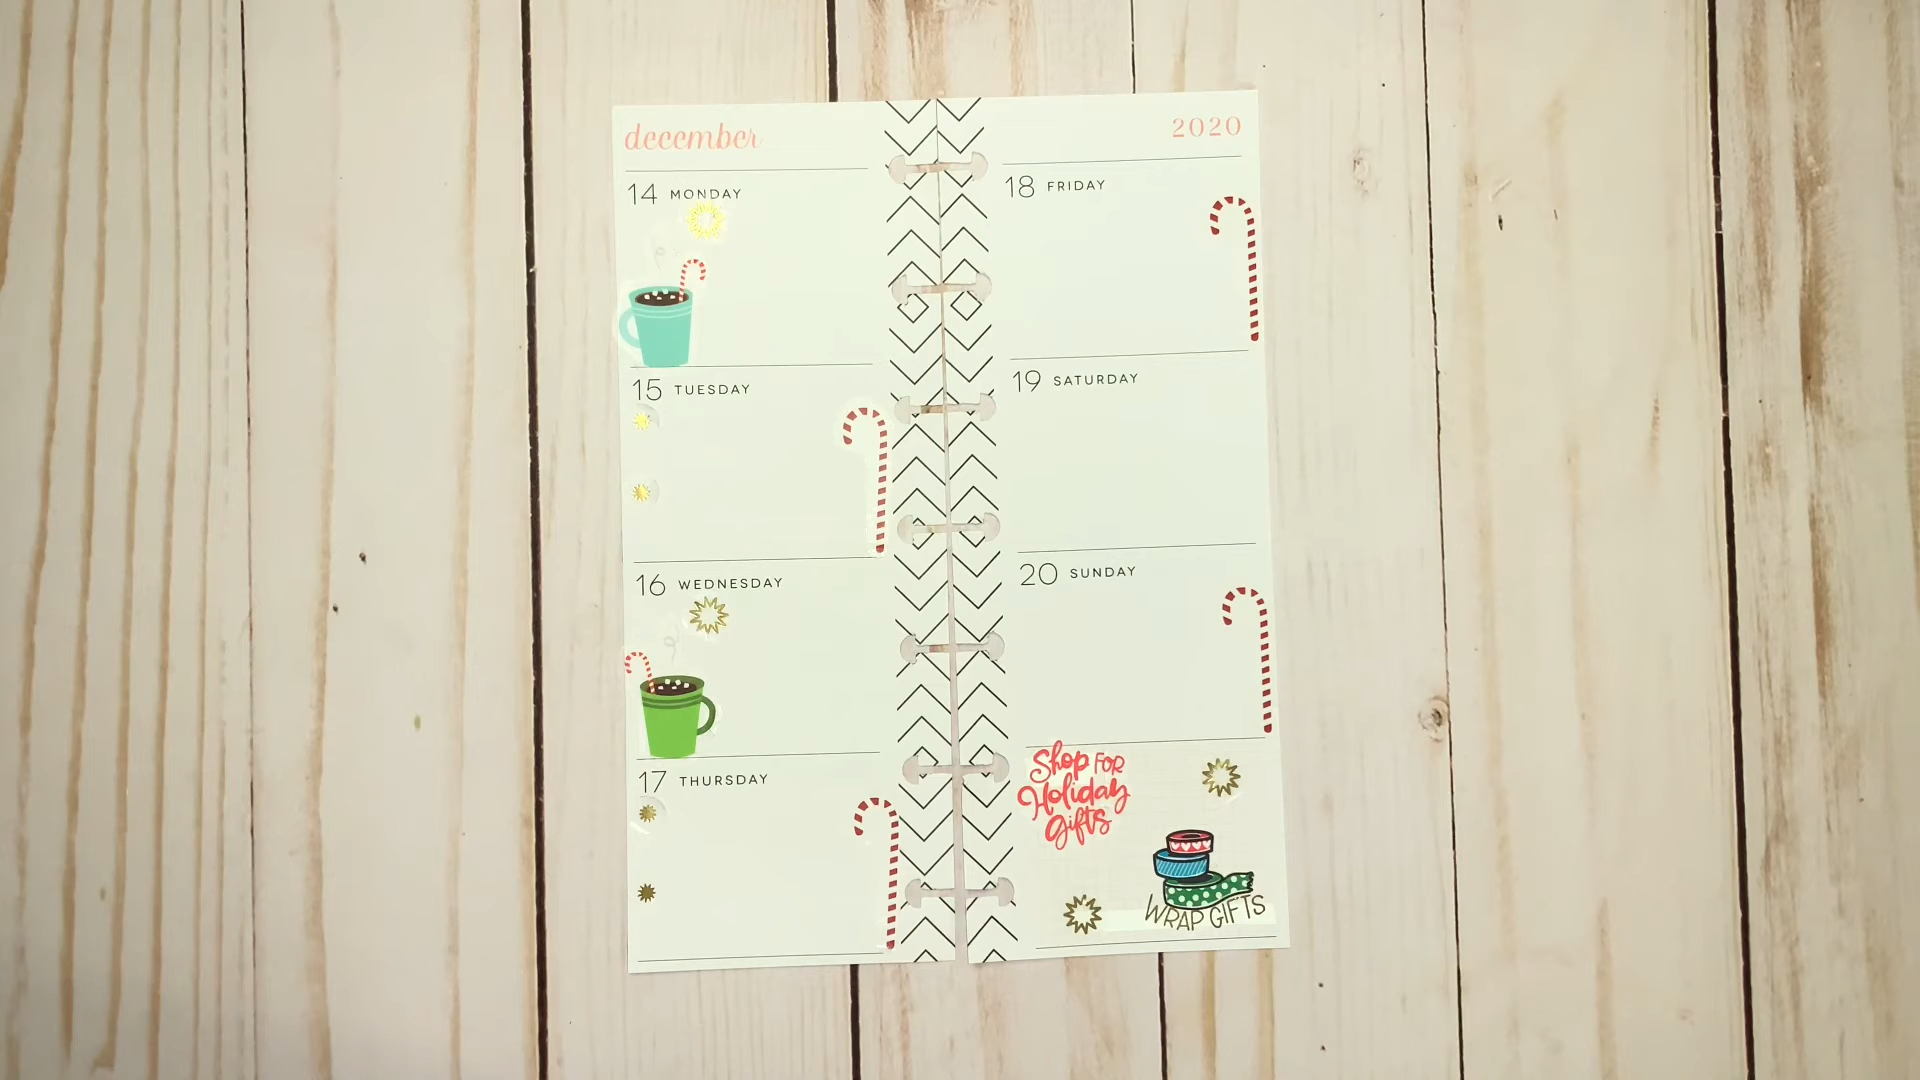 december
14 MONDAY
15 TUESDAY
16 WEDNESDAY
17 THURSDAY
2020
18 FRIDAY
19 SATURDAY
20 SUNDAY
Shop FOR
Holiday
gifts
WRAP GIFTS